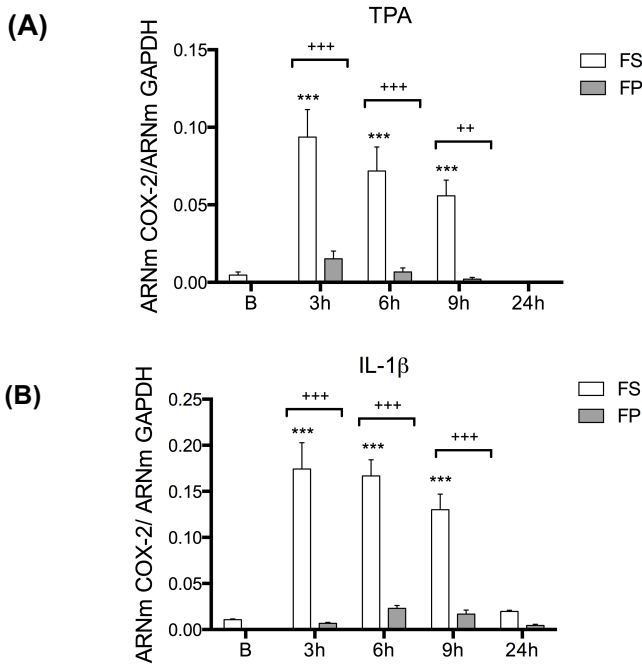 (A)
TPA
ARNm COX-2/ARNm GAPDH
0.15
0.10
0.05
0.00
+++
+++
++
***
***
***
B 3h 6h 9h 24h
FS
FP
(B)
IL-1β
ARNm COX-2/ ARNm GAPDH
0.25
0.20
0.15
0.10
0.05
0.00
+++
+++
+++
***
***
***
B 3h 6h 9h 24h
FS
FP